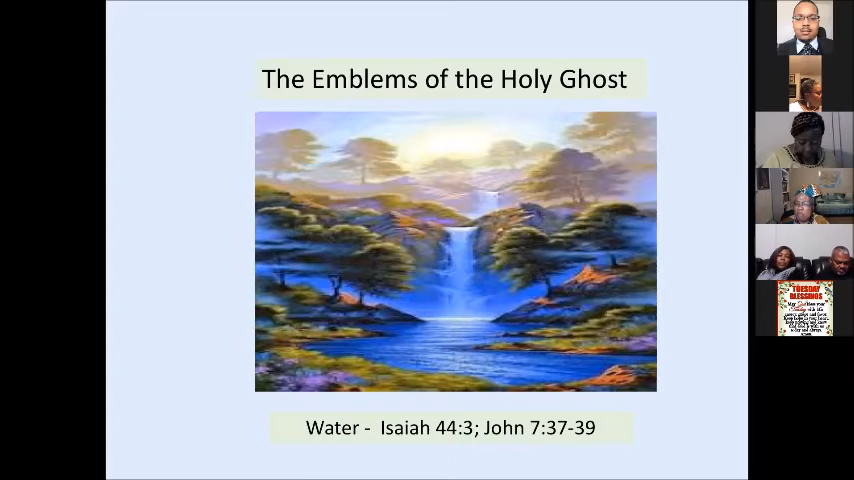 The Emblems of the Holy Ghost
Water - Isaiah 44:3; John 7:37-39
TUESDAY
BLESSINGS